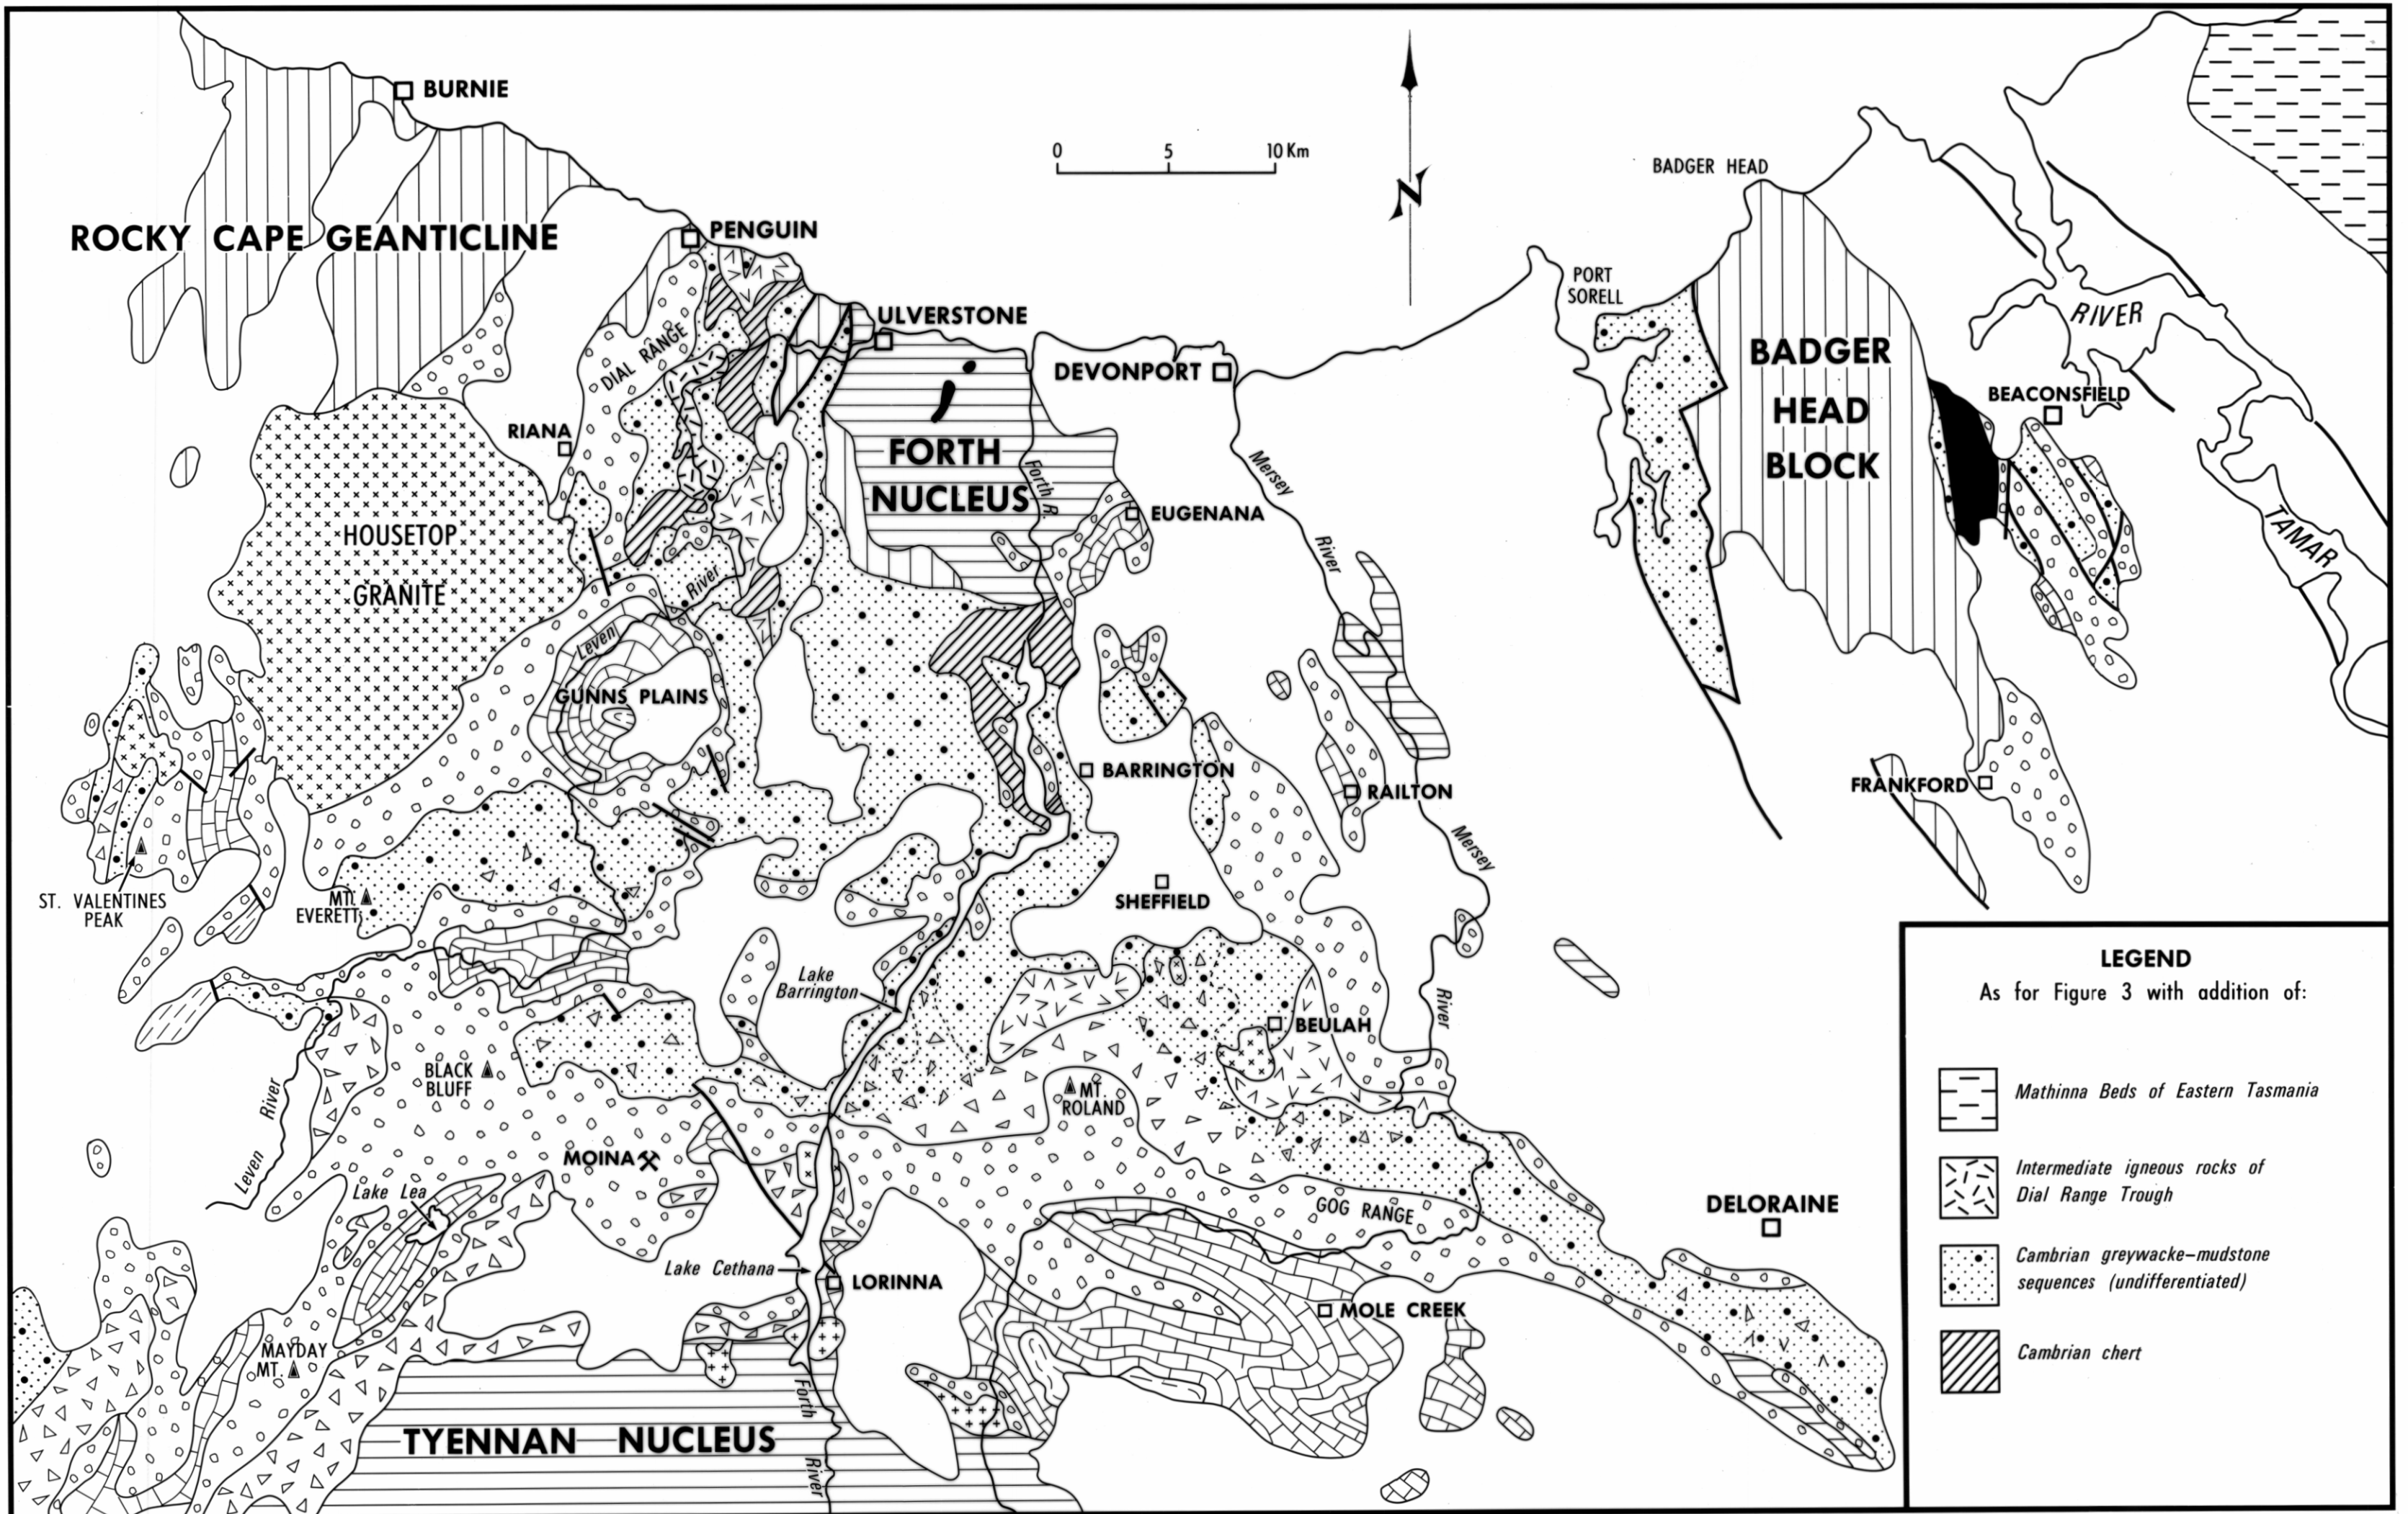 BURNIE
0 5 10 Km
N
BADGER HEAD
ROCKY CAPE GEANTICLINE
PENGUIN
PORT
SORELL
ULVERSTONE
RIVER
DIAL RANGE
DEVONPORT
BADGER
HEAD
BLOCK
BEACONSFIELD
RIANA
FORTH
NUCLEUS
Forth R.
Mersey
River
EUGENANA
TAMAR
HOUSETOP
GRANITE
River
Leven
GUNNS PLAINS
BARRINGTON
RAILTON
FRANKFORD
Mersey
River
ST. VALENTINES
PEAK
MT.
EVERETT
SHEFFIELD
Lake
Barrington
BEULAH
BLACK
BLUFF
MT.
ROLAND
Leven River
MOINA
Lake Lea
GOG RANGE
DELORAINE
Lake Cethana
LORINNA
MOLE CREEK
MAYDAY
MT.
Forth
River
TYENNAN NUCLEUS
LEGEND
As for Figure 3 with addition of:
Mathinna Beds of Eastern Tasmania
Intermediate igneous rocks of
Dial Range Trough
Cambrian greywacke-mudstone
sequences (undifferentiated)
Cambrian chert